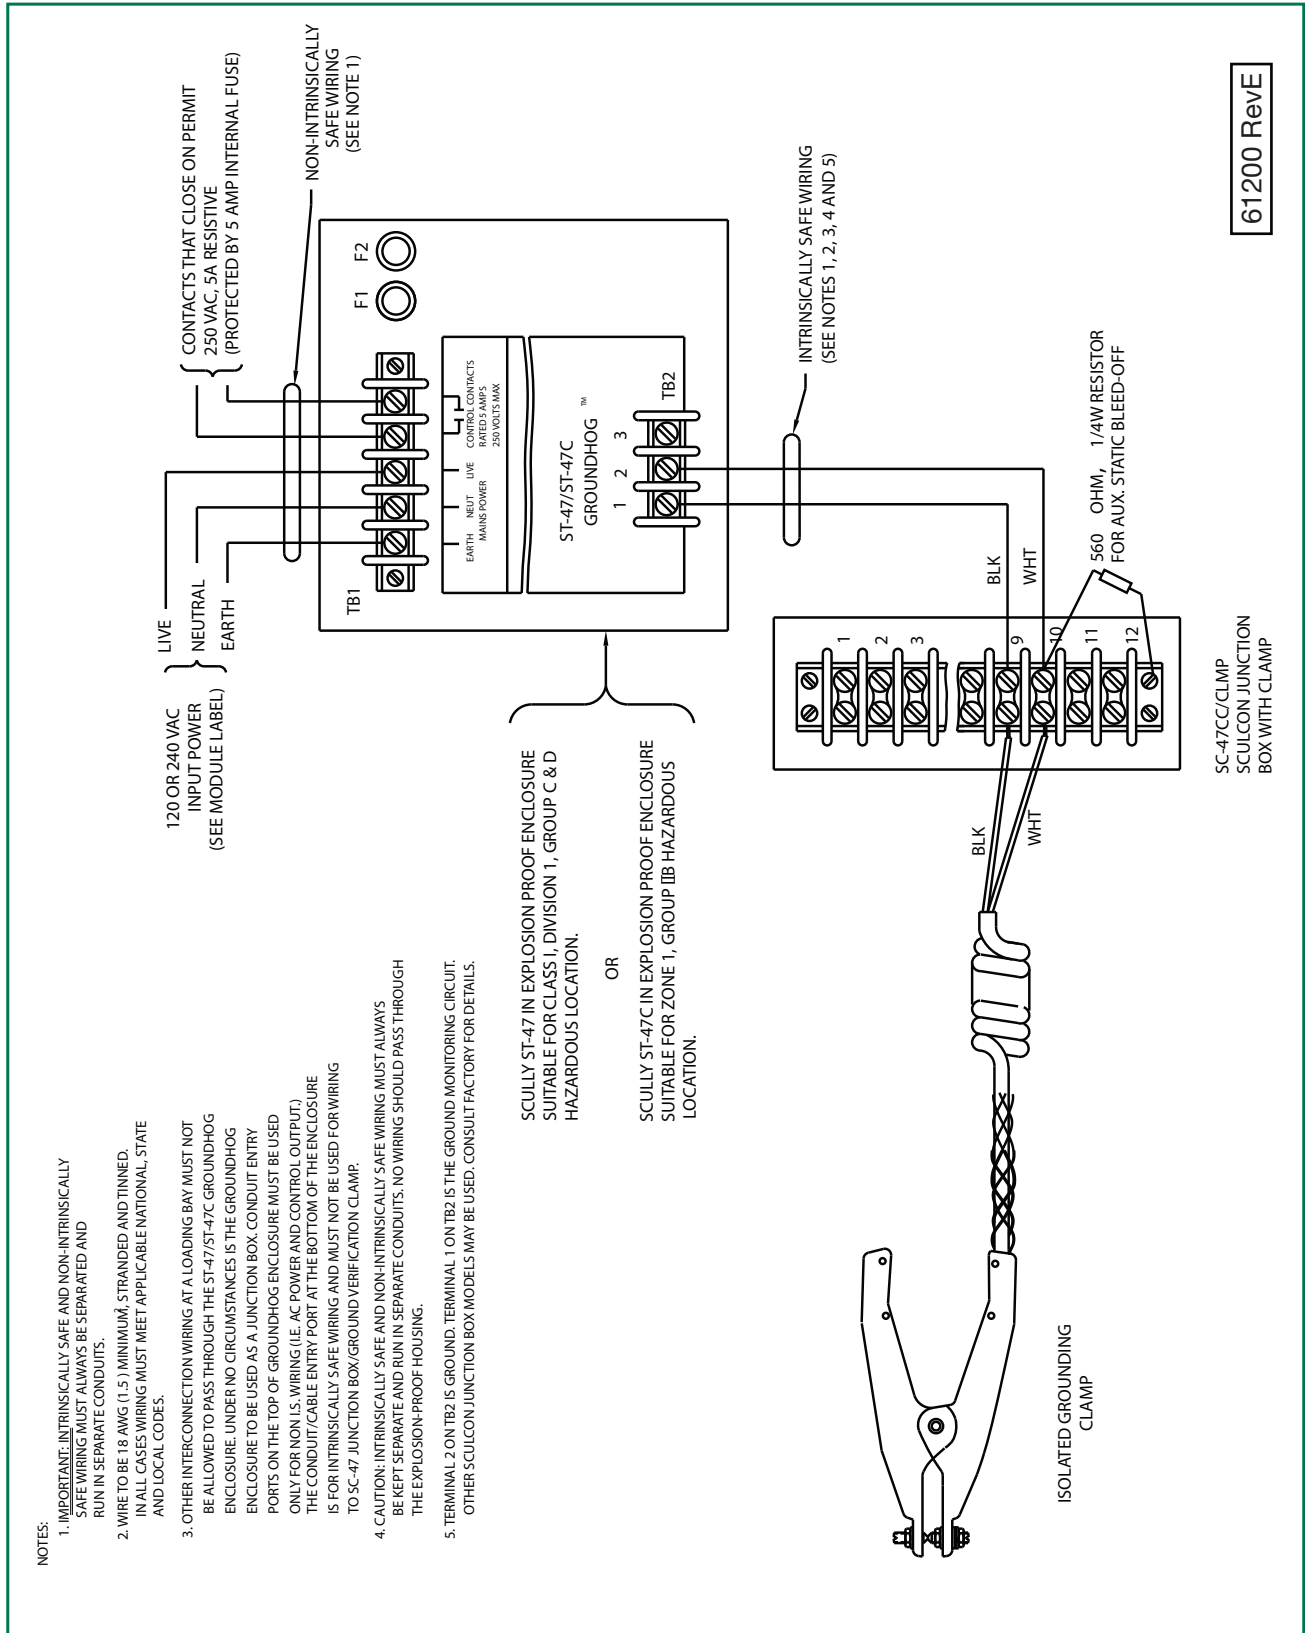 NOTES:
1. IMPORTANT: INTRINSICALLY SAFE AND NON-INTRINSICALLY
SAFE WIRING MUST ALWAYS BE SEPARATED AND
RUN IN SEPARATE CONDUITS.
2. WIRE TO BE 18 AWG (1.5 ) MINIMUM², STRANDED AND TINNED.
IN ALL CASES WIRING MUST MEET APPLICABLE NATIONAL, STATE
AND LOCAL CODES.
3. OTHER INTERCONNECTION WIRING AT A LOADING BAY MUST NOT
BE ALLOWED TO PASS THROUGH THE ST-47/ST-47C GROUNDHOG
ENCLOSURE. UNDER NO CIRCUMSTANCES IS THE GROUNDHOG
ENCLOSURE TO BE USED AS A JUNCTION BOX. CONDUIT ENTRY
PORTS ON THE TOP OF GROUNDHOG ENCLOSURE MUST BE USED
ONLY FOR NON I.S. WIRING (I.E. AC POWER AND CONTROL OUTPUT.)
THE CONDUIT/CABLE ENTRY PORT AT THE BOTTOM OF THE ENCLOSURE
IS FOR INTRINSICALLY SAFE WIRING AND MUST NOT BE USED FOR WIRING
TO SC-47 JUNCTION BOX/GROUND VERIFICATION CLAMP.
4. CAUTION: INTRINSICALLY SAFE AND NON-INTRINSICALLY SAFE WIRING MUST ALWAYS
BE KEPT SEPARATE AND RUN IN SEPARATE CONDUITS. NO WIRING SHOULD PASS THROUGH
THE EXPLOSION-PROOF HOUSING.
5. TERMINAL 2 ON TB2 IS GROUND. TERMINAL 1 ON TB2 IS THE GROUND MONITORING CIRCUIT.
OTHER SCULCON JUNCTION BOX MODELS MAY BE USED. CONSULT FACTORY FOR DETAILS.
120 OR 240 VAC
INPUT POWER
(SEE MODULE LABEL)
LIVE
NEUTRAL
EARTH
CONTACTS THAT CLOSE ON PERMIT
250 VAC, 5A RESISTIVE
(PROTECTED BY 5 AMP INTERNAL FUSE)
NON-INTRINSICALLY
SAFE WIRING
(SEE NOTE 1)
TB1
F1
F2
EARTH NEUT LIVE
MAINS POWER
CONTROL CONTACTS
RATED 5 AMPS
250 VOLTS MAX
ST-47/ST-47C
GROUNDHOG ™
1 2 3
TB2
SCULLY ST-47 IN EXPLOSION PROOF ENCLOSURE
SUITABLE FOR CLASS I, DIVISION 1, GROUP C & D
HAZARDOUS LOCATION.
OR
SCULLY ST-47C IN EXPLOSION PROOF ENCLOSURE
SUITABLE FOR ZONE 1, GROUP IIB HAZARDOUS
LOCATION.
INTRINSICALLY SAFE WIRING
(SEE NOTES 1, 2, 3, 4 AND 5)
BLK
WHT
560 OHM, 1/4W RESISTOR
FOR AUX. STATIC BLEED-OFF
1
2
3
9
10
11
12
BLK
WHT
SC-47CC/CLMP
SCULCON JUNCTION
BOX WITH CLAMP
ISOLATED GROUNDING
CLAMP
61200 RevE